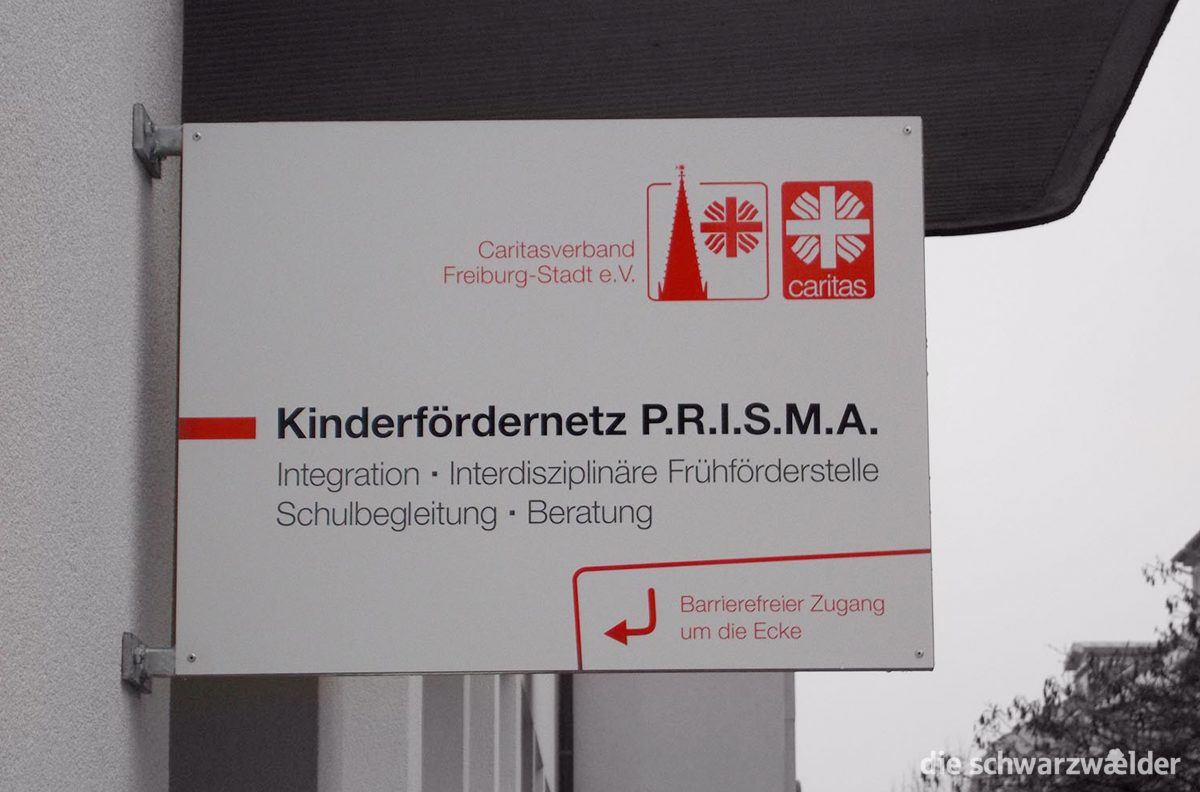 Caritasverband
Freiburg-Stadt e.V.
caritas
Kinderfördernetz P.R.I.S.M.A.
Integration · Interdisziplinäre Frühförderstelle
Schulbegleitung · Beratung
Barrierefreier Zugang
um die Ecke
die schwarzwælder